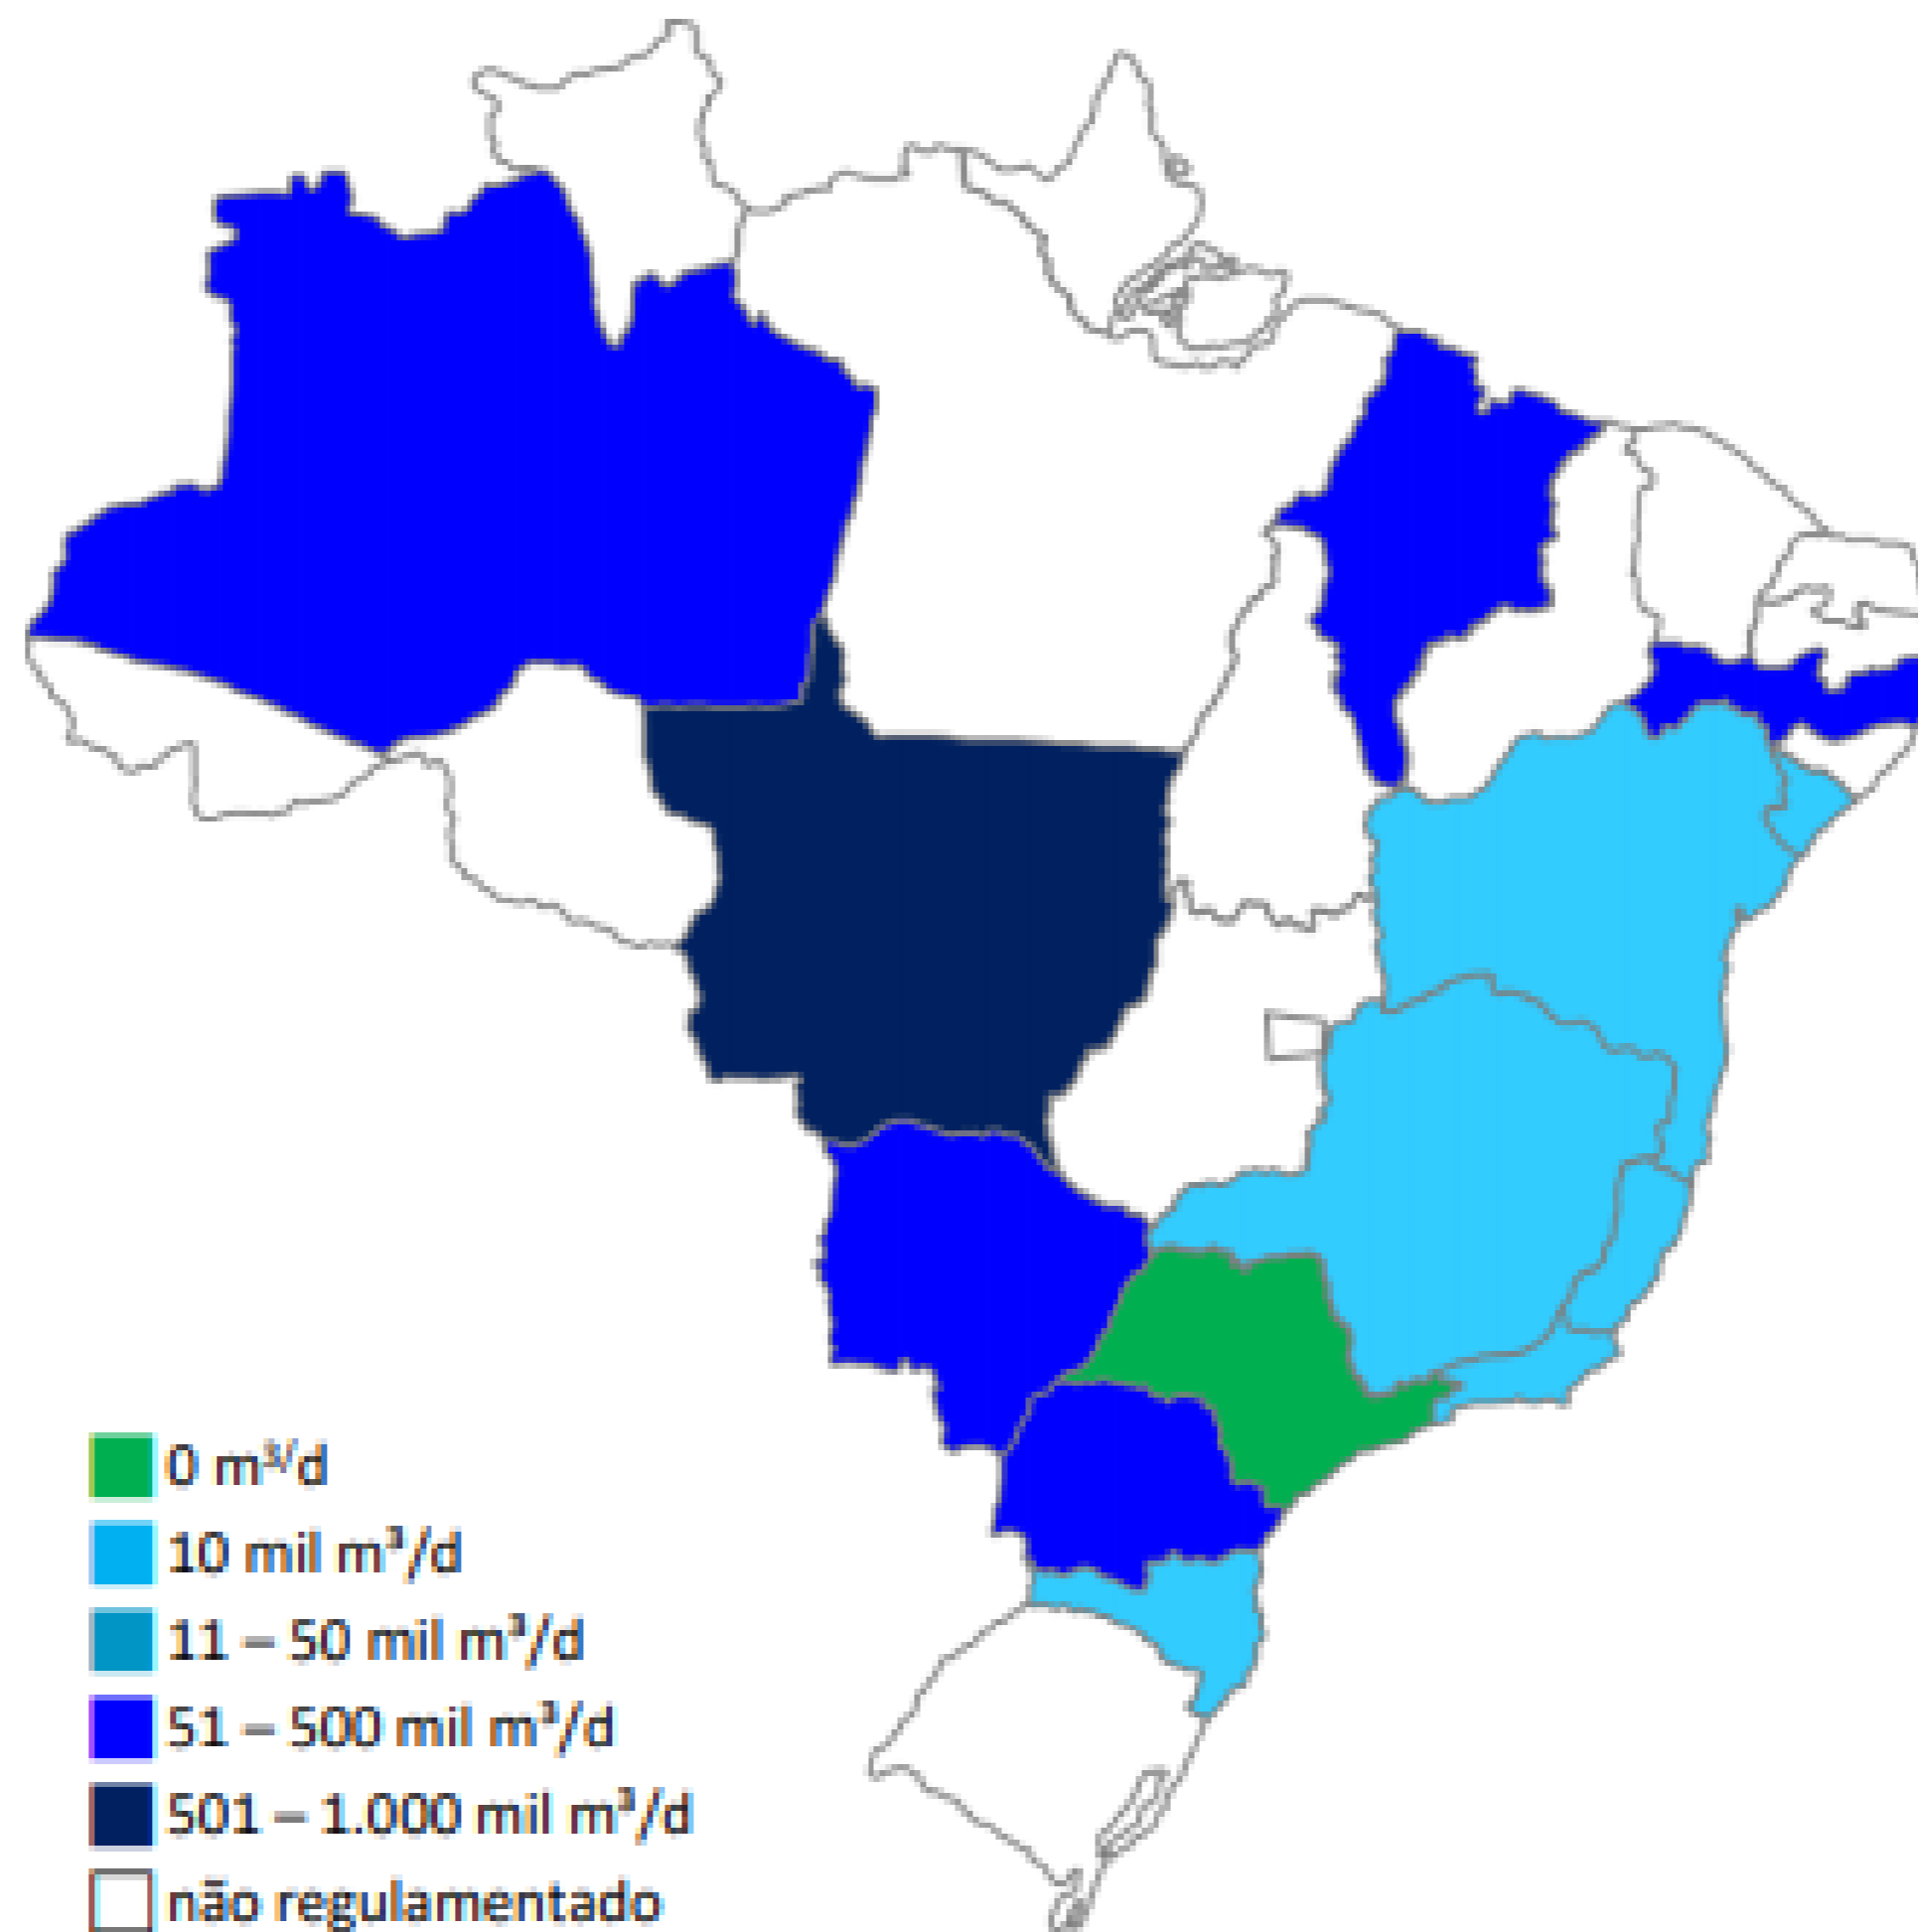 0 m³/d
10 mil m³/d
11 – 50 mil m³/d
51 – 500 mil m³/d
501 – 1.000 mil m³/d
não regulamentado